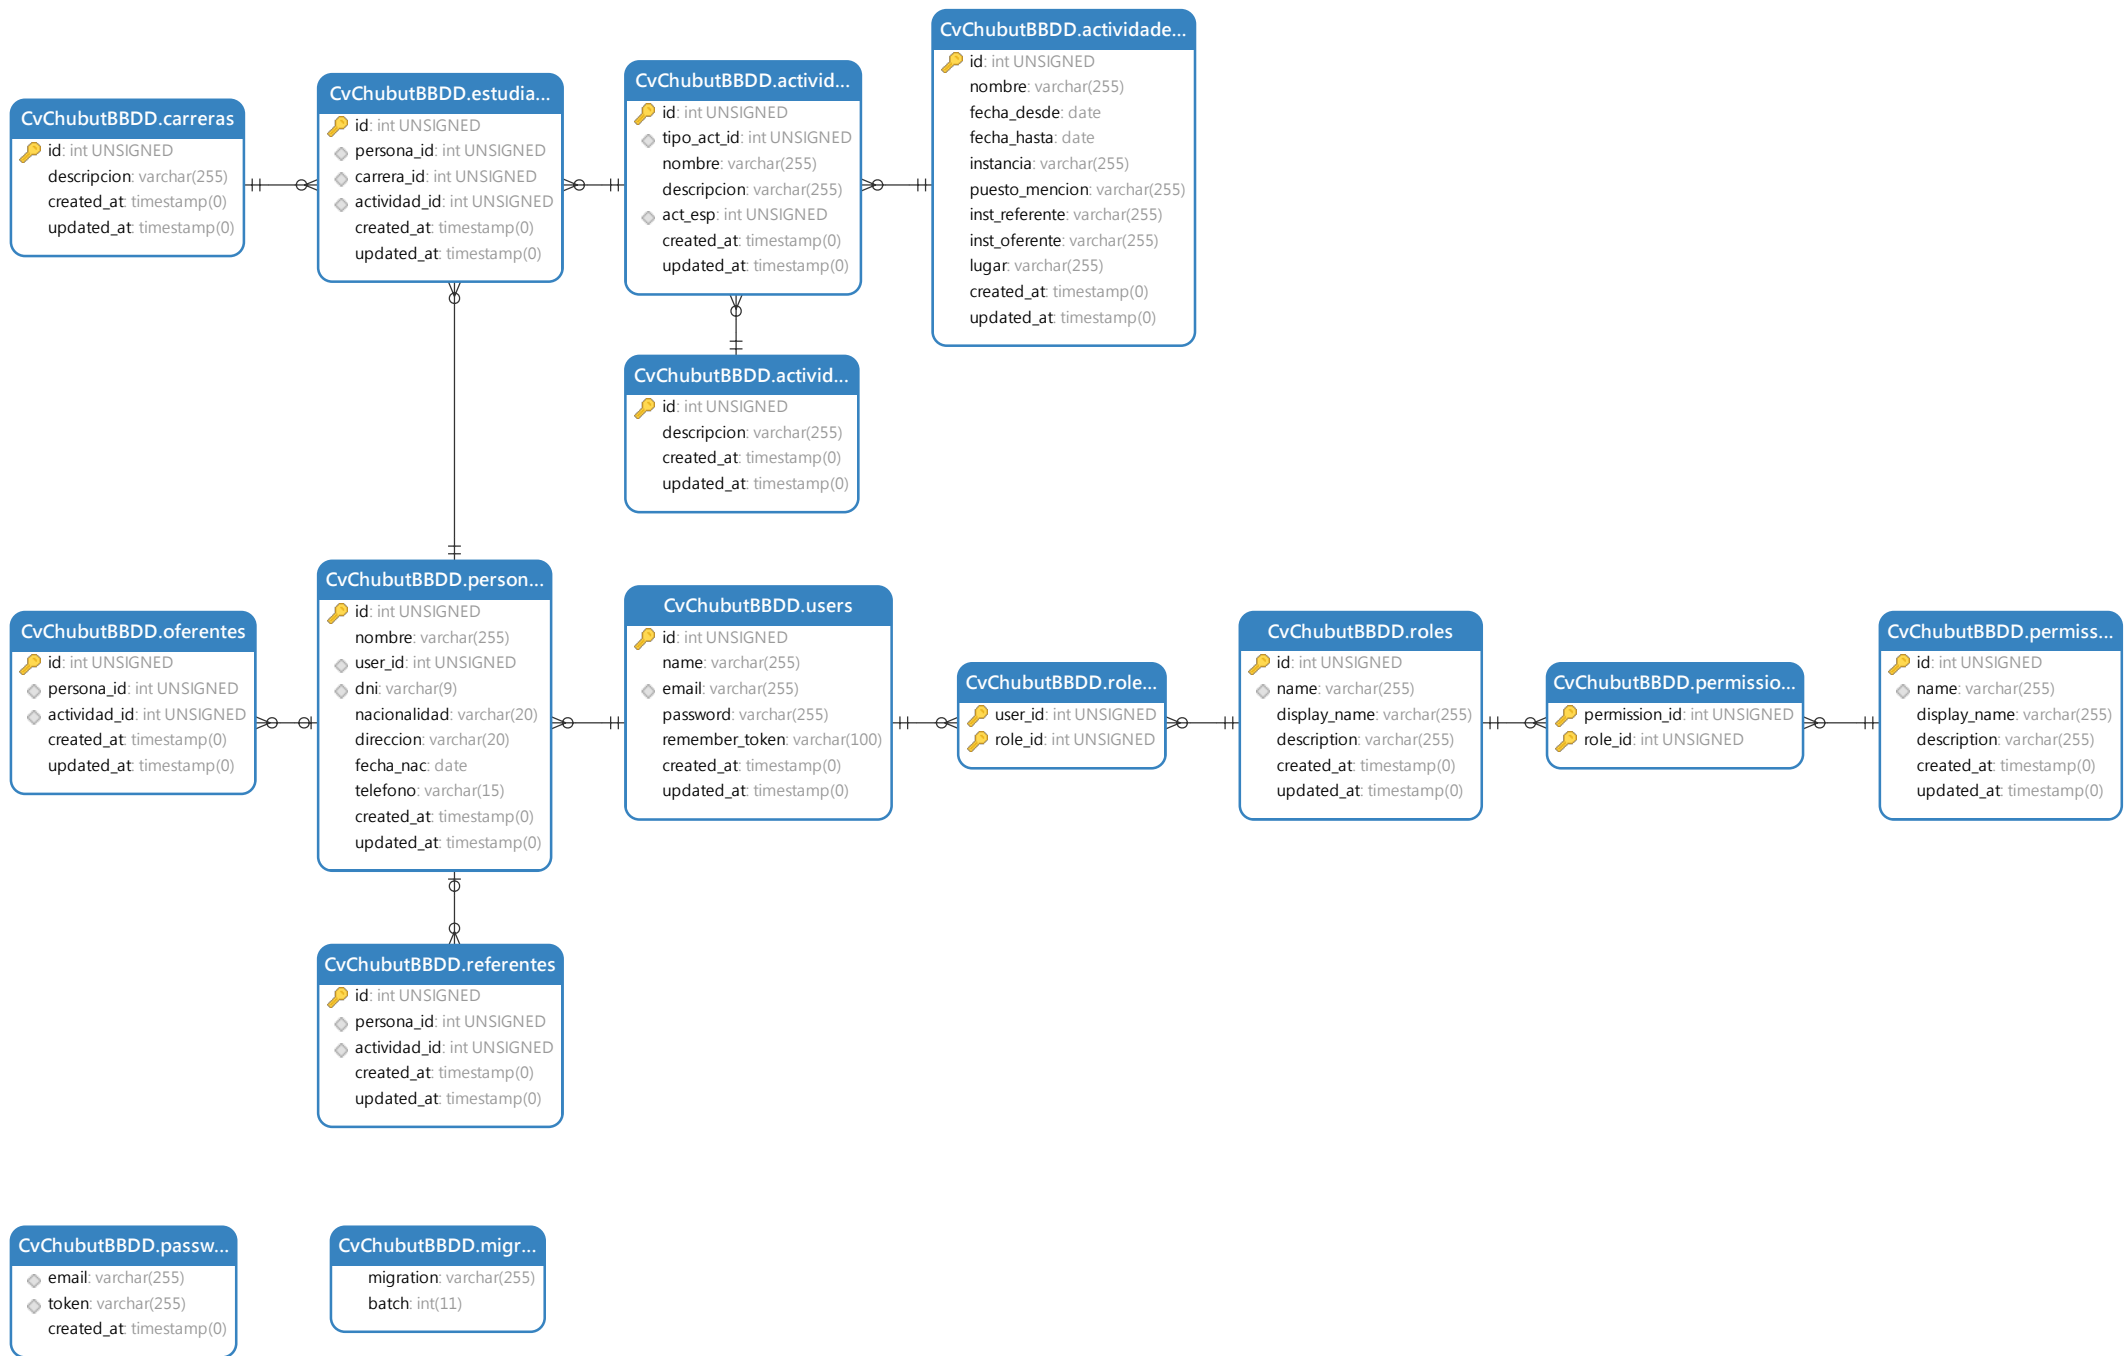 CvChubutBBDD.carreras
id: int UNSIGNED
descripcion: varchar(255)
created_at: timestamp(0)
updated_at: timestamp(0)
CvChubutBBDD.estudia...
id: int UNSIGNED
persona_id: int UNSIGNED
carrera_id: int UNSIGNED
actividad_id: int UNSIGNED
created_at: timestamp(0)
updated_at: timestamp(0)
CvChubutBBDD.activid...
id: int UNSIGNED
tipo_act_id: int UNSIGNED
nombre: varchar(255)
descripcion: varchar(255)
act_esp: int UNSIGNED
created_at: timestamp(0)
updated_at: timestamp(0)
CvChubutBBDD.actividade...
id: int UNSIGNED
nombre: varchar(255)
fecha_desde: date
fecha_hasta: date
instancia: varchar(255)
puesto_mencion: varchar(255)
inst_referente: varchar(255)
inst_oferente: varchar(255)
lugar: varchar(255)
created_at: timestamp(0)
updated_at: timestamp(0)
CvChubutBBDD.activid...
id: int UNSIGNED
descripcion: varchar(255)
created_at: timestamp(0)
updated_at: timestamp(0)
CvChubutBBDD.oferentes
id: int UNSIGNED
persona_id: int UNSIGNED
actividad_id: int UNSIGNED
created_at: timestamp(0)
updated_at: timestamp(0)
CvChubutBBDD.person...
id: int UNSIGNED
nombre: varchar(255)
user_id: int UNSIGNED
dni: varchar(9)
nacionalidad: varchar(20)
direccion: varchar(20)
fecha_nac: date
telefono: varchar(15)
created_at: timestamp(0)
updated_at: timestamp(0)
CvChubutBBDD.users
id: int UNSIGNED
name: varchar(255)
email: varchar(255)
password: varchar(255)
remember_token: varchar(100)
created_at: timestamp(0)
updated_at: timestamp(0)
CvChubutBBDD.role...
user_id: int UNSIGNED
role_id: int UNSIGNED
CvChubutBBDD.roles
id: int UNSIGNED
name: varchar(255)
display_name: varchar(255)
description: varchar(255)
created_at: timestamp(0)
updated_at: timestamp(0)
CvChubutBBDD.permissio...
permission_id: int UNSIGNED
role_id: int UNSIGNED
CvChubutBBDD.permiss...
id: int UNSIGNED
name: varchar(255)
display_name: varchar(255)
description: varchar(255)
created_at: timestamp(0)
updated_at: timestamp(0)
CvChubutBBDD.referentes
id: int UNSIGNED
persona_id: int UNSIGNED
actividad_id: int UNSIGNED
created_at: timestamp(0)
updated_at: timestamp(0)
CvChubutBBDD.passw...
email: varchar(255)
token: varchar(255)
created_at: timestamp(0)
CvChubutBBDD.migr...
migration: varchar(255)
batch: int(11)